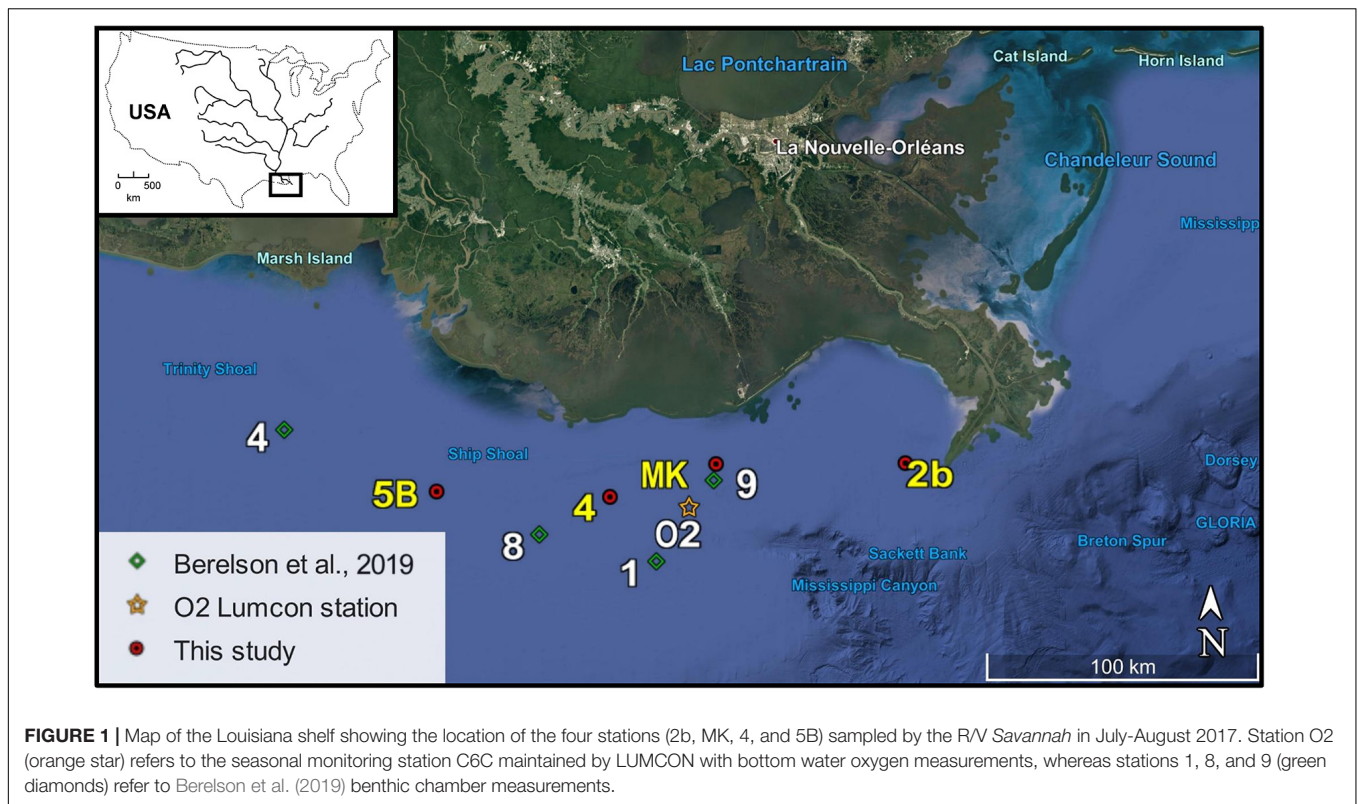 USA
0 500
km
Lac Pontchartrain
Cat Island
Horn Island
La Nouvelle-Orléans
Chandeleur Sound
Mississipp
Marsh Island
Trinity Shoal
4
Ship Shoal
5B
4
MK
9
2b
O2
8
1
Dorsey
GLORIA
Breton Spur
Sackett Bank
Mississippi Canyon
Berelson et al., 2019
O2 Lumcon station
This study
N
100 km
FIGURE 1 | Map of the Louisiana shelf showing the location of the four stations (2b, MK, 4, and 5B) sampled by the R/V Savannah in July-August 2017. Station O2
(orange star) refers to the seasonal monitoring station C6C maintained by LUMCON with bottom water oxygen measurements, whereas stations 1, 8, and 9 (green
diamonds) refer to Berelson et al. (2019) benthic chamber measurements.